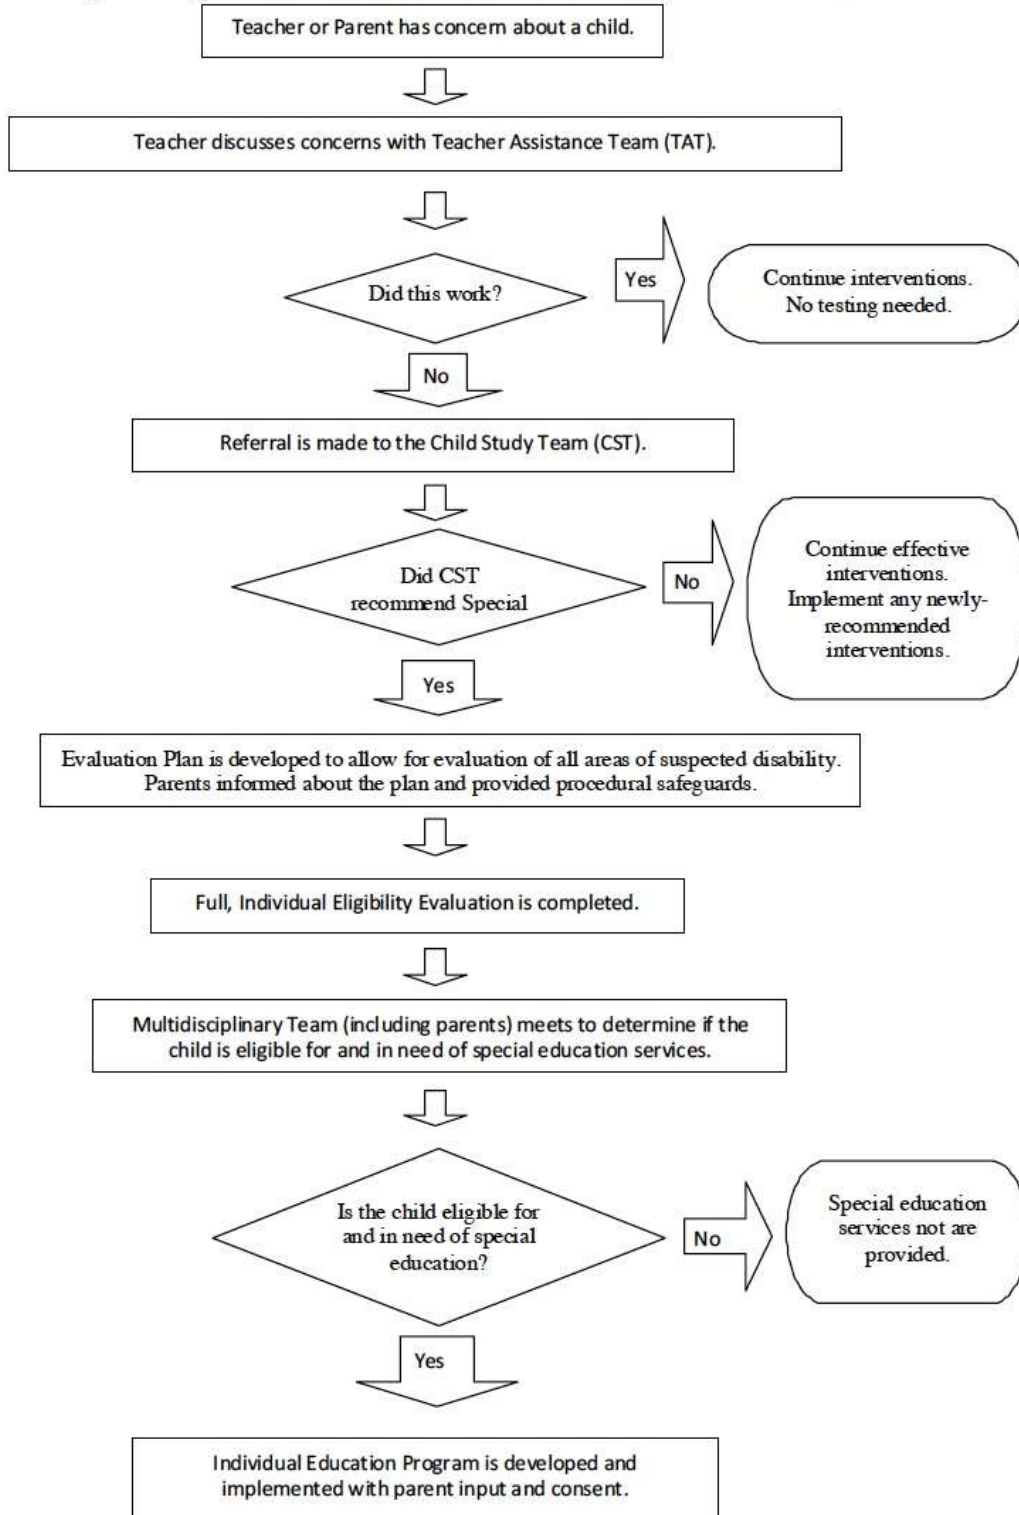 Teacher or Parent has concern about a child.
Teacher discusses concerns with Teacher Assistance Team (TAT).
Did this work?
Yes
Continue interventions.
No testing needed.
No
Referral is made to the Child Study Team (CST).
Did CST
recommend Special
No
Continue effective
interventions.
Implement any newly-
recommended
interventions.
Yes
Evaluation Plan is developed to allow for evaluation of all areas of suspected disability.
Parents informed about the plan and provided procedural safeguards.
Full, Individual Eligibility Evaluation is completed.
Multidisciplinary Team (including parents) meets to determine if the
child is eligible for and in need of special education services.
Is the child eligible for
and in need of special
education?
No
Special education
services not are
provided.
Yes
Individual Education Program is developed and
implemented with parent input and consent.